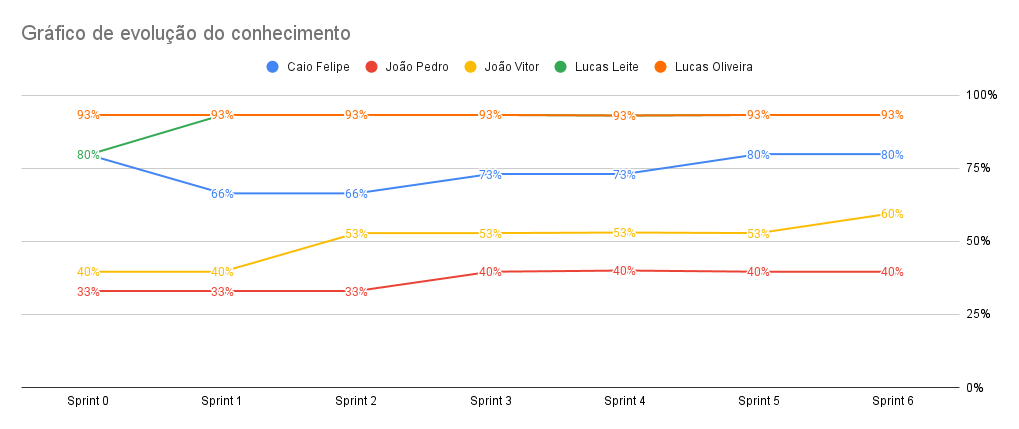 Gráfico de evolução do conhecimento
Caio Felipe João Pedro João Vitor Lucas Leite Lucas Oliveira
100%
93% 93% 93% 93% 93% 93% 93%
80% 80% 80%
75%
73% 73%
66% 66%
60%
53% 53% 53% 53%
50%
40% 40% 40% 40% 40% 40%
33% 33% 33%
25%
0%
Sprint 0 Sprint 1 Sprint 2 Sprint 3 Sprint 4 Sprint 5 Sprint 6